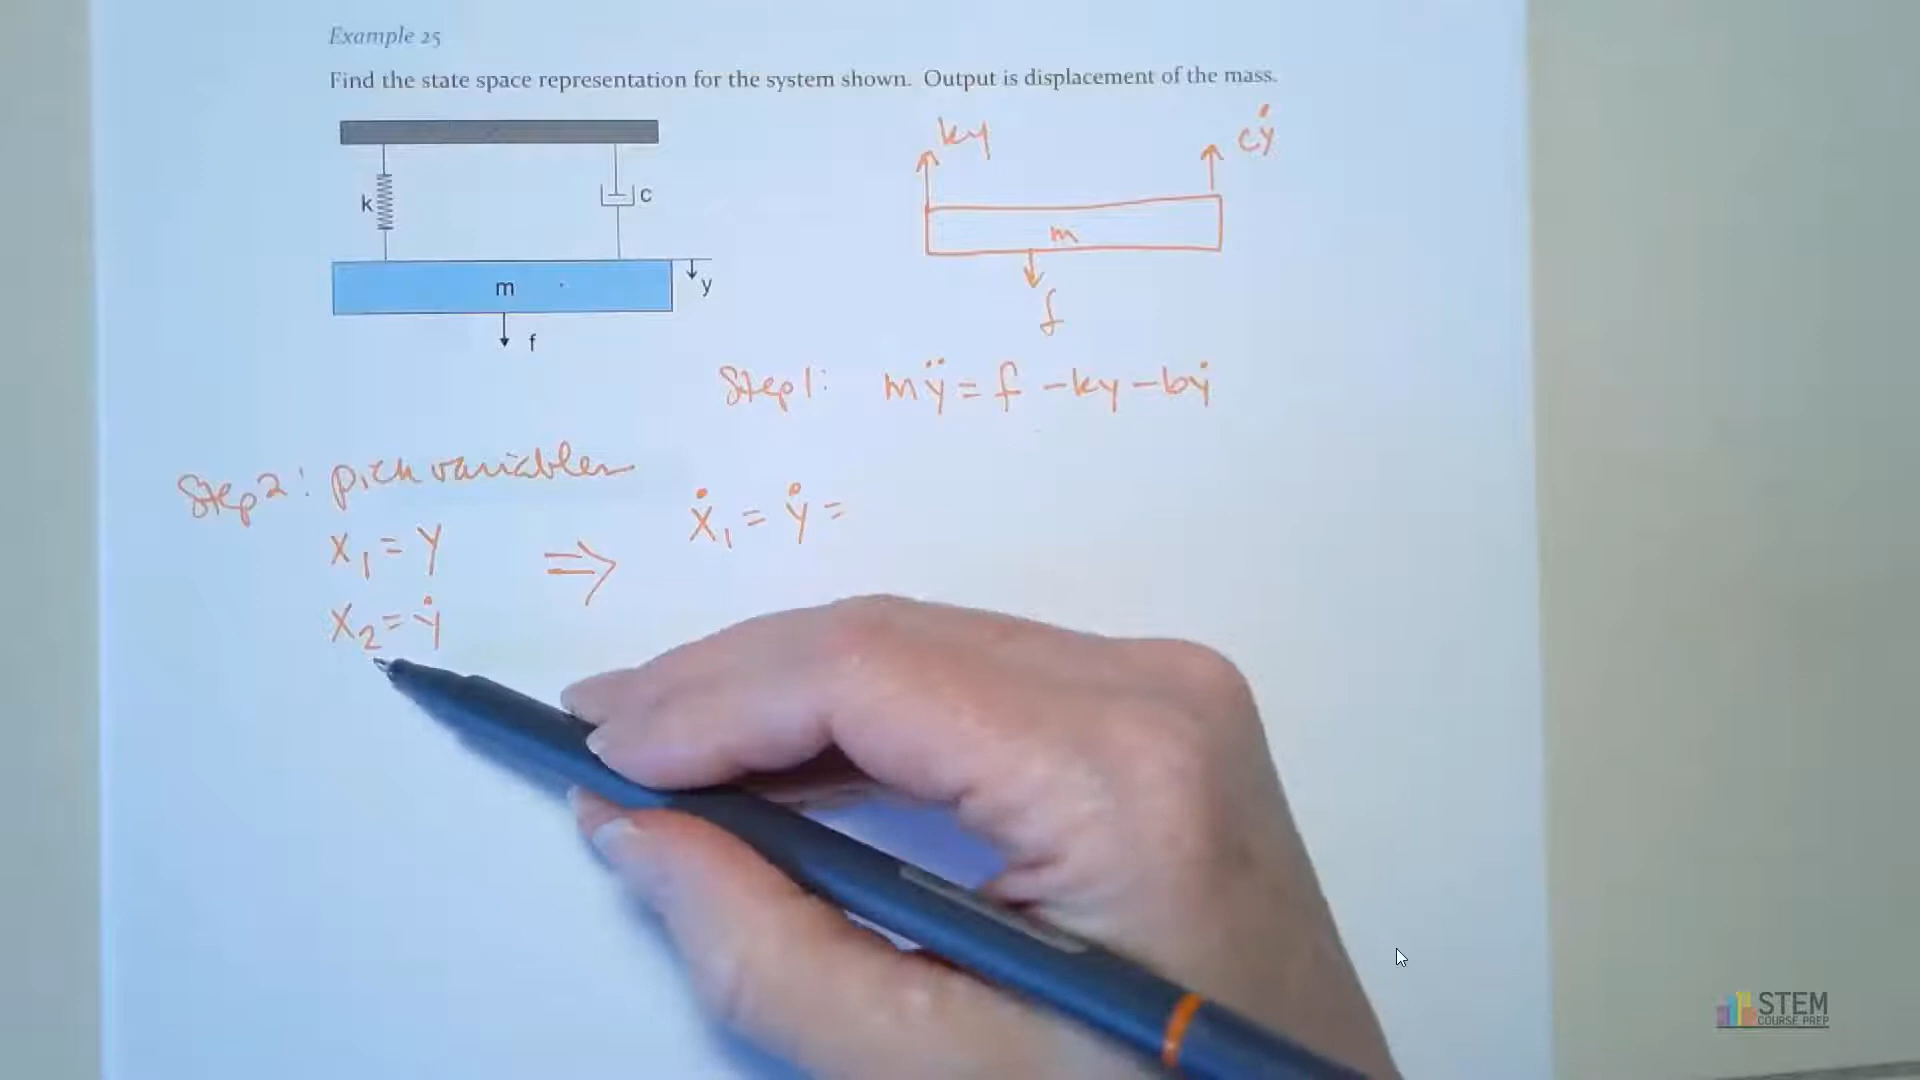 Example 25
Find the state space representation for the system shown. Output is displacement of the mass.
k
c
m
y
f
ky
cẏ
m
f
Step 1: mÿ = f - ky - bẏ
Step 2: pick variables
x₁ = y ⇒ ẋ₁ = ẏ =
x₂ = ẏ
STEM
COURSE PREP